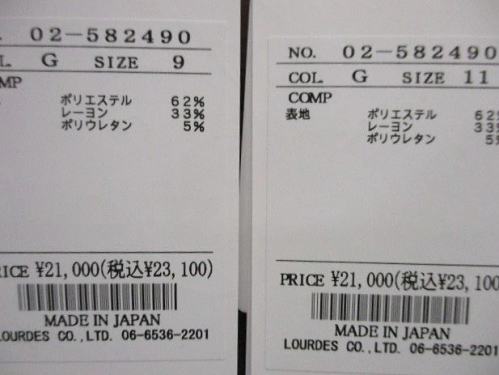 . 02-582490
L. G SIZE 9
MP
ポリエステル 62%
レーヨン 33%
ポリウレタン 5%
RICE ¥21,000(税込¥23,100)
MADE IN JAPAN
LOURDES CO.,LTD. 06-6536-2201
NO. 02-582490
COL. G SIZE 11
COMP
表地 ポリエステル 62
レーヨン 33
ポリウレタン 5%
PRICE ¥21,000(税込¥23,100
MADE IN JAPAN
LOURDES CO.,LTD. 06-6536-2201